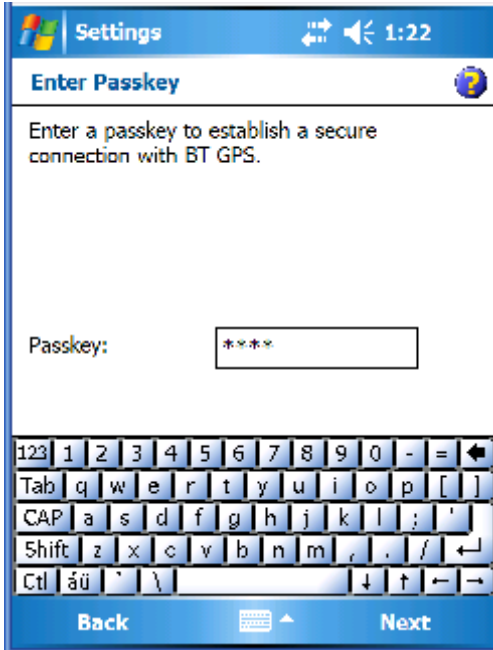 Settings 1:22
Enter Passkey
Enter a passkey to establish a secure
connection with BT GPS.
Passkey: ****
123 1 2 3 4 5 6 7 8 9 0 - =
Tab q w e r t y u i o p [ ]
CAP a s d f g h j k l ; '
Shift z x c v b n m , . /
Ctl áü ` \
Back Next